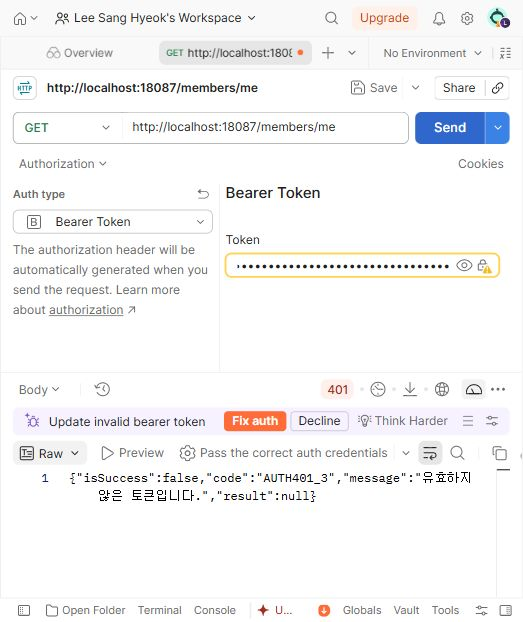 Lee Sang Hyeok's Workspace Upgrade
Overview GET http://localhost:1808 No Environment
HTTP http://localhost:18087/members/me Save Share
GET http://localhost:18087/members/me Send
Authorization Cookies
Auth type
B Bearer Token
The authorization header will be
automatically generated when you
send the request. Learn more
about authorization ↗
Bearer Token
Token
Body 401
Update invalid bearer token Fix auth Decline Think Harder
Raw Preview Pass the correct auth credentials
1 {"isSuccess":false,"code":"AUTH401_3","message":"유효하지
않은 토큰입니다.","result":null}
Open Folder Terminal Console U... Globals Vault Tools